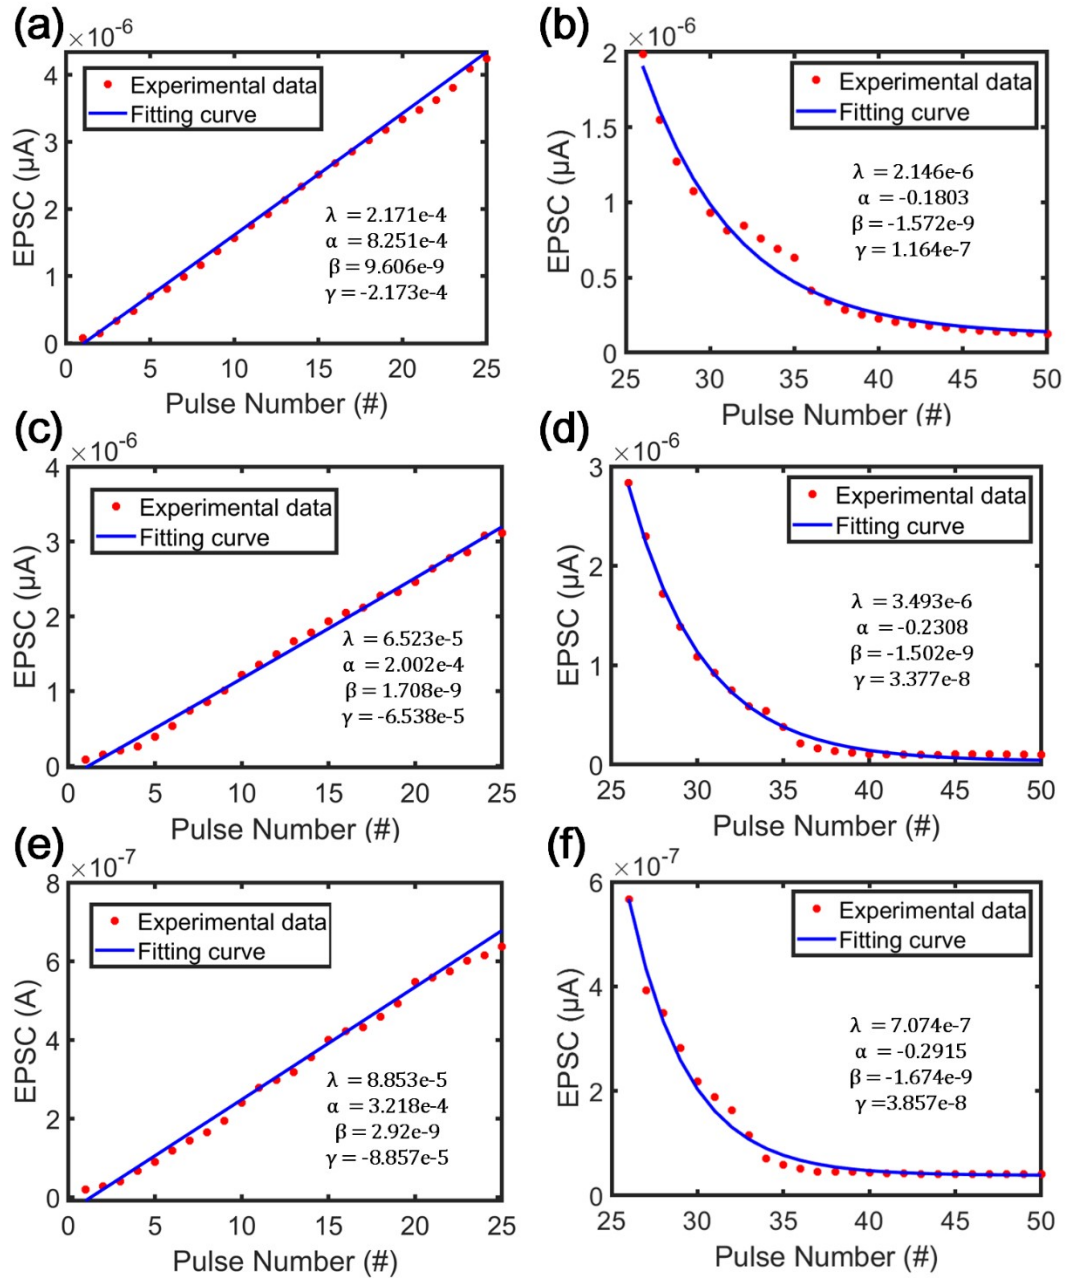 (a)
×10⁻⁶
4
3
2
1
0
EPSC (μA)
Experimental data
Fitting curve
λ = 2.171e-4
α = 8.251e-4
β = 9.606e-9
γ = -2.173e-4
0 5 10 15 20 25
Pulse Number (#)
(b)
×10⁻⁶
2
1.5
1
0.5
0
EPSC (μA)
Experimental data
Fitting curve
λ = 2.146e-6
α = -0.1803
β = -1.572e-9
γ = 1.164e-7
25 30 35 40 45 50
Pulse Number (#)
(c)
×10⁻⁶
4
3
2
1
0
EPSC (μA)
Experimental data
Fitting curve
λ = 6.523e-5
α = 2.002e-4
β = 1.708e-9
γ = -6.538e-5
0 5 10 15 20 25
Pulse Number (#)
(d)
×10⁻⁶
3
2
1
0
EPSC (μA)
Experimental data
Fitting curve
λ = 3.493e-6
α = -0.2308
β = -1.502e-9
γ = 3.377e-8
25 30 35 40 45 50
Pulse Number (#)
(e)
×10⁻⁷
8
6
4
2
0
EPSC (A)
Experimental data
Fitting curve
λ = 8.853e-5
α = 3.218e-4
β = 2.92e-9
γ = -8.857e-5
0 5 10 15 20 25
Pulse Number (#)
(f)
×10⁻⁷
6
4
2
0
EPSC (μA)
Experimental data
Fitting curve
λ = 7.074e-7
α = -0.2915
β = -1.674e-9
γ =3.857e-8
25 30 35 40 45 50
Pulse Number (#)